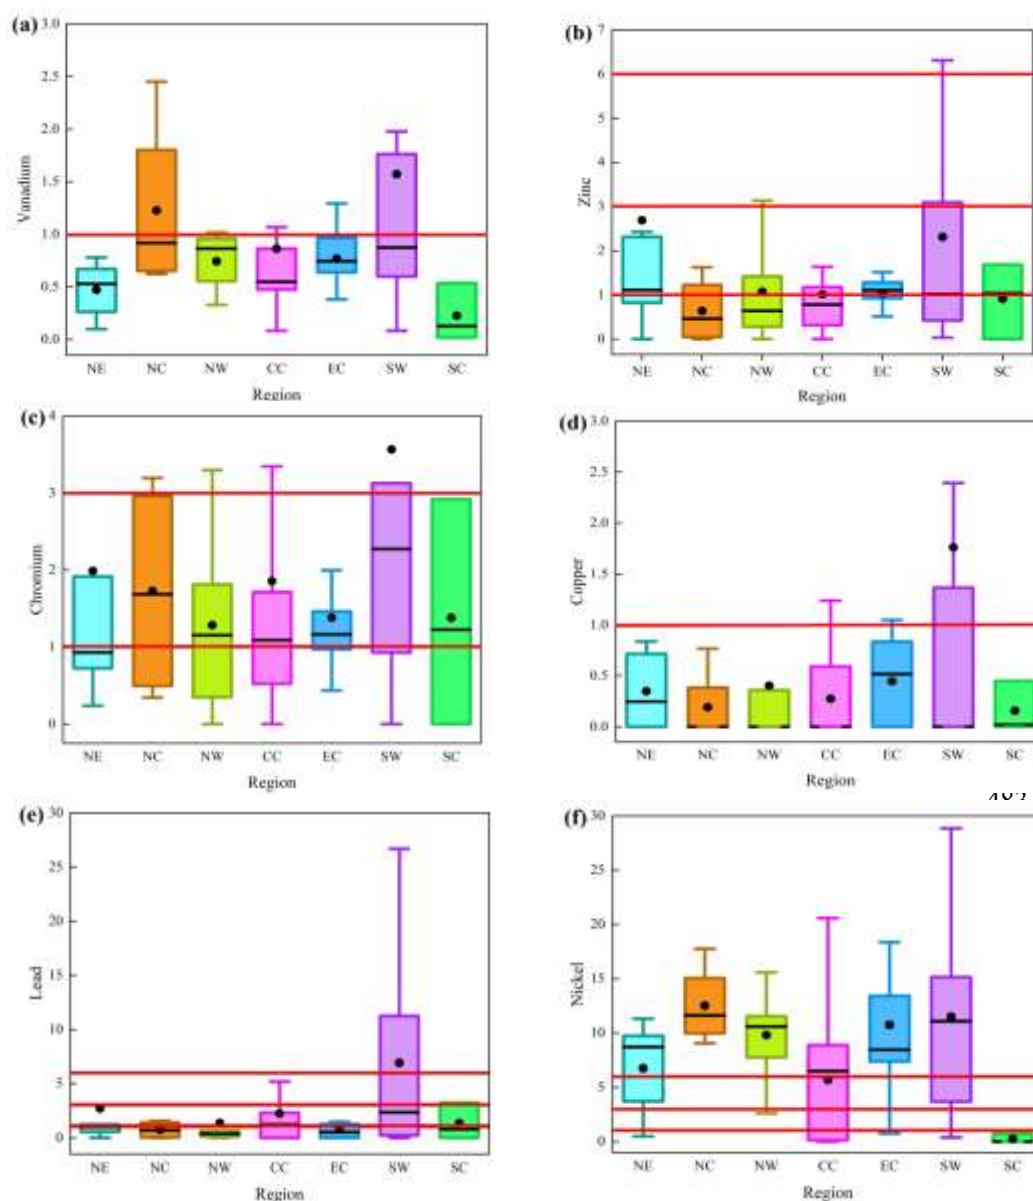 (a)
3.0
2.5
2.0
1.5
1.0
0.5
0.0
Vanadium
NE NC NW CC EC SW SC
Region
(b)
7
6
5
4
3
2
1
0
Zinc
NE NC NW CC EC SW SC
Region
(c)
4
3
2
1
0
Chromium
NE NC NW CC EC SW SC
Region
(d)
3.0
2.5
2.0
1.5
1.0
0.5
0.0
Copper
NE NC NW CC EC SW SC
Region
(e)
30
25
20
15
10
5
0
Lead
NE NC NW CC EC SW SC
Region
(f)
30
25
20
15
10
5
0
Nickel
NE NC NW CC EC SW SC
Region